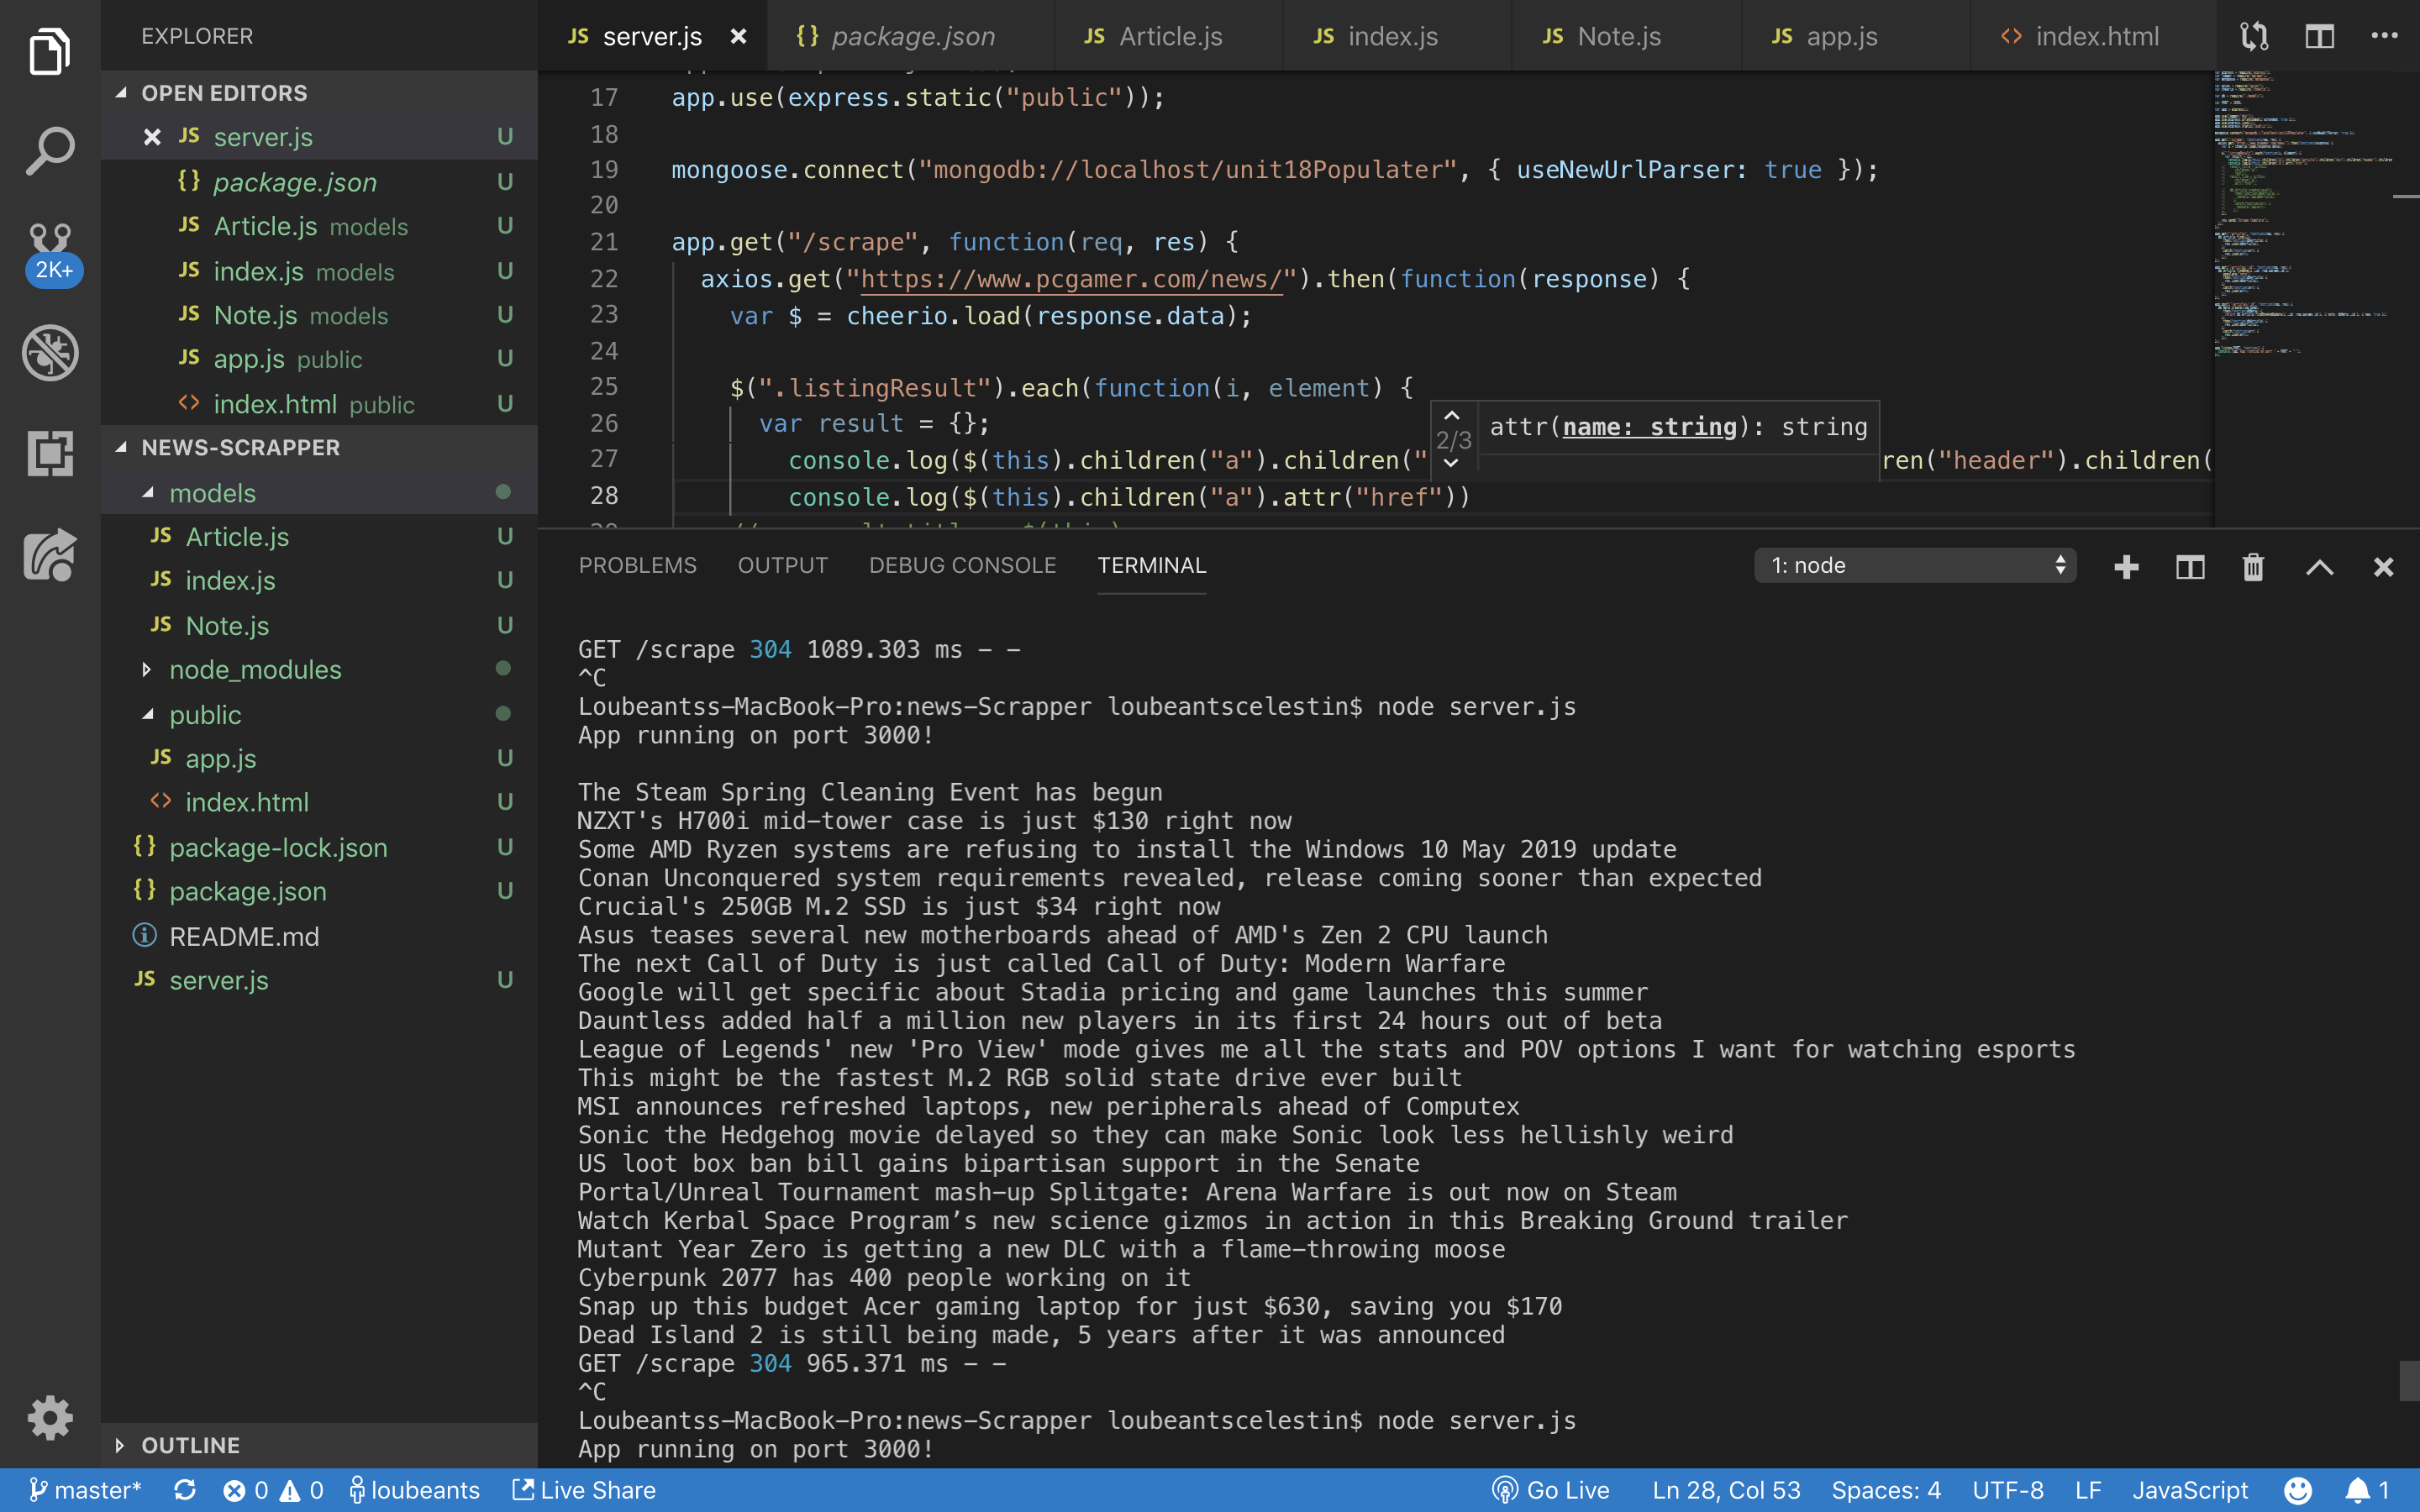 EXPLORER
OPEN EDITORS
JS server.js U
{} package.json U
JS Article.js models U
JS index.js models U
JS Note.js models U
JS app.js public U
<> index.html public U
2K+
NEWS-SCRAPPER
models
JS Article.js U
JS index.js U
JS Note.js U
node_modules
public
JS app.js U
<> index.html U
{} package-lock.json U
{} package.json U
README.md
JS server.js U
OUTLINE
JS server.js {} package.json JS Article.js JS index.js JS Note.js JS app.js <> index.html
17 app.use(express.static("public"));
18
19 mongoose.connect("mongodb://localhost/unit18Populater", { useNewUrlParser: true });
20
21 app.get("/scrape", function(req, res) {
22 axios.get("https://www.pcgamer.com/news/").then(function(response) {
23 var $ = cheerio.load(response.data);
24
25 $(".listingResult").each(function(i, element) {
26 var result = {};
2/3 attr(name: string): string
27 console.log($(this).children("a").children(" ren("header").children(
28 console.log($(this).children("a").attr("href"))
PROBLEMS OUTPUT DEBUG CONSOLE TERMINAL 1: node
GET /scrape 304 1089.303 ms - -
^C
Loubeantss-MacBook-Pro:news-Scrapper loubeantscelestin$ node server.js
App running on port 3000!
The Steam Spring Cleaning Event has begun
NZXT's H700i mid-tower case is just $130 right now
Some AMD Ryzen systems are refusing to install the Windows 10 May 2019 update
Conan Unconquered system requirements revealed, release coming sooner than expected
Crucial's 250GB M.2 SSD is just $34 right now
Asus teases several new motherboards ahead of AMD's Zen 2 CPU launch
The next Call of Duty is just called Call of Duty: Modern Warfare
Google will get specific about Stadia pricing and game launches this summer
Dauntless added half a million new players in its first 24 hours out of beta
League of Legends' new 'Pro View' mode gives me all the stats and POV options I want for watching esports
This might be the fastest M.2 RGB solid state drive ever built
MSI announces refreshed laptops, new peripherals ahead of Computex
Sonic the Hedgehog movie delayed so they can make Sonic look less hellishly weird
US loot box ban bill gains bipartisan support in the Senate
Portal/Unreal Tournament mash-up Splitgate: Arena Warfare is out now on Steam
Watch Kerbal Space Program’s new science gizmos in action in this Breaking Ground trailer
Mutant Year Zero is getting a new DLC with a flame-throwing moose
Cyberpunk 2077 has 400 people working on it
Snap up this budget Acer gaming laptop for just $630, saving you $170
Dead Island 2 is still being made, 5 years after it was announced
GET /scrape 304 965.371 ms - -
^C
Loubeantss-MacBook-Pro:news-Scrapper loubeantscelestin$ node server.js
App running on port 3000!
master* 0 0 loubeants Live Share Go Live Ln 28, Col 53 Spaces: 4 UTF-8 LF JavaScript 1